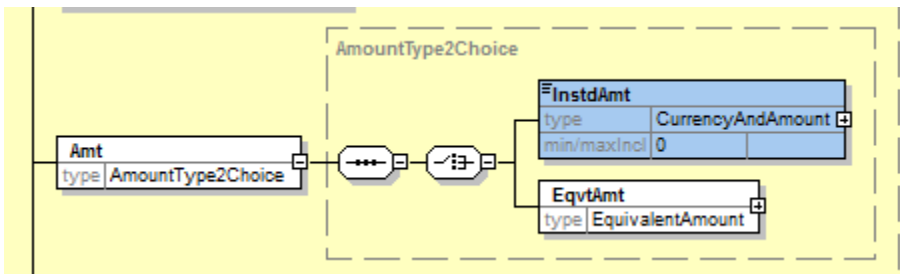 AmountType2Choice
InstdAmt
type CurrencyAndAmount
min/maxIncl 0
Amt
type AmountType2Choice
EqvtAmt
type EquivalentAmount